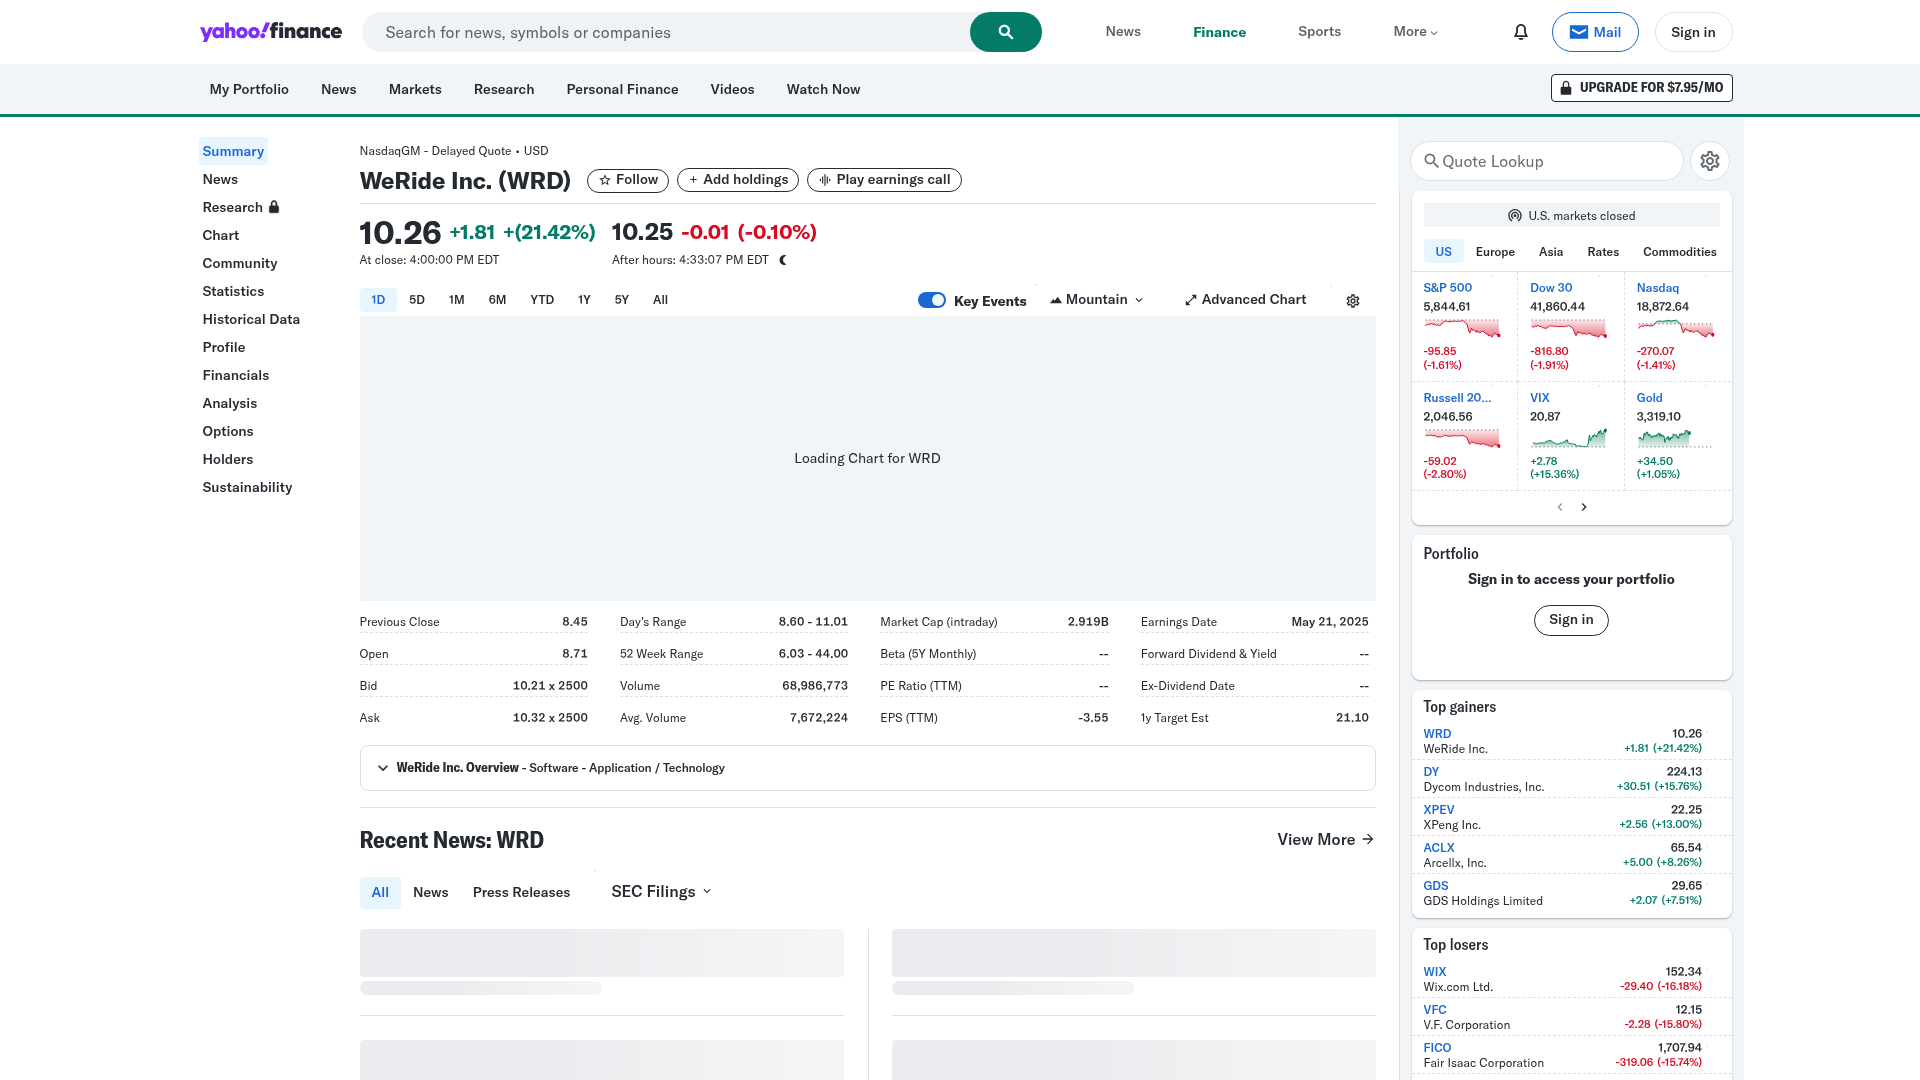 yahoo!finance
Search for news, symbols or companies
News
Finance
Sports
More
Mail
Sign in
My Portfolio
News
Markets
Research
Personal Finance
Videos
Watch Now
UPGRADE FOR $7.95/MO
Summary
News
Research
Chart
Community
Statistics
Historical Data
Profile
Financials
Analysis
Options
Holders
Sustainability
NasdaqGM - Delayed Quote • USD
WeRide Inc. (WRD)
Follow
+ Add holdings
Play earnings call
10.26 +1.81 +(21.42%)
At close: 4:00:00 PM EDT
10.25 -0.01 (-0.10%)
After hours: 4:33:07 PM EDT
1D
5D
1M
6M
YTD
1Y
5Y
All
Key Events
Mountain
Advanced Chart
Loading Chart for WRD
Previous Close 8.45
Open 8.71
Bid 10.21 x 2500
Ask 10.32 x 2500
Day's Range 8.60 - 11.01
52 Week Range 6.03 - 44.00
Volume 68,986,773
Avg. Volume 7,672,224
Market Cap (intraday) 2.919B
Beta (5Y Monthly) --
PE Ratio (TTM) --
EPS (TTM) -3.55
Earnings Date May 21, 2025
Forward Dividend & Yield --
Ex-Dividend Date --
1y Target Est 21.10
WeRide Inc. Overview - Software - Application / Technology
Recent News: WRD
View More
All
News
Press Releases
SEC Filings
Quote Lookup
U.S. markets closed
US
Europe
Asia
Rates
Commodities
S&P 500
5,844.61
-95.85
(-1.61%)
Dow 30
41,860.44
-816.80
(-1.91%)
Nasdaq
18,872.64
-270.07
(-1.41%)
Russell 20...
2,046.56
-59.02
(-2.80%)
VIX
20.87
+2.78
(+15.36%)
Gold
3,319.10
+34.50
(+1.05%)
Portfolio
Sign in to access your portfolio
Sign in
Top gainers
WRD 10.26
WeRide Inc. +1.81 (+21.42%)
DY 224.13
Dycom Industries, Inc. +30.51 (+15.76%)
XPEV 22.25
XPeng Inc. +2.56 (+13.00%)
ACLX 65.54
Arcellx, Inc. +5.00 (+8.26%)
GDS 29.65
GDS Holdings Limited +2.07 (+7.51%)
Top losers
WIX 152.34
Wix.com Ltd. -29.40 (-16.18%)
VFC 12.15
V.F. Corporation -2.28 (-15.80%)
FICO 1,707.94
Fair Isaac Corporation -319.06 (-15.74%)